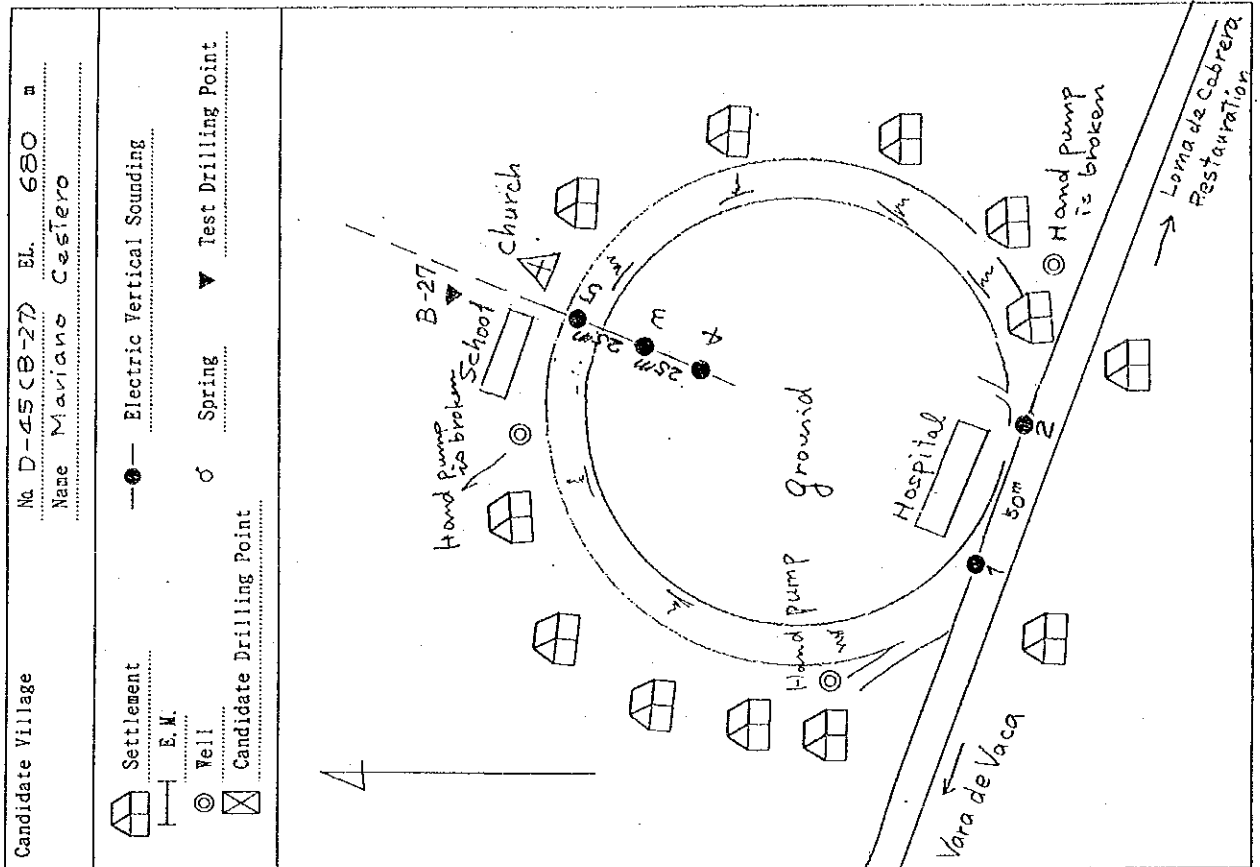 Candidate Village
No. D-45 (B-27) EL. 680 m
Name Mariano Cestero
Settlement
E.M.
Well
Candidate Drilling Point
Electric Vertical Sounding
Spring
Test Drilling Point
B-27
Church
School
Hand pump
is broken
5
25m
3
25m
4
ground
Hospital
Hand pump
1
50m
2
Hand pump
is broken
Vara de Vaca
Loma de Cabrera
Restauration